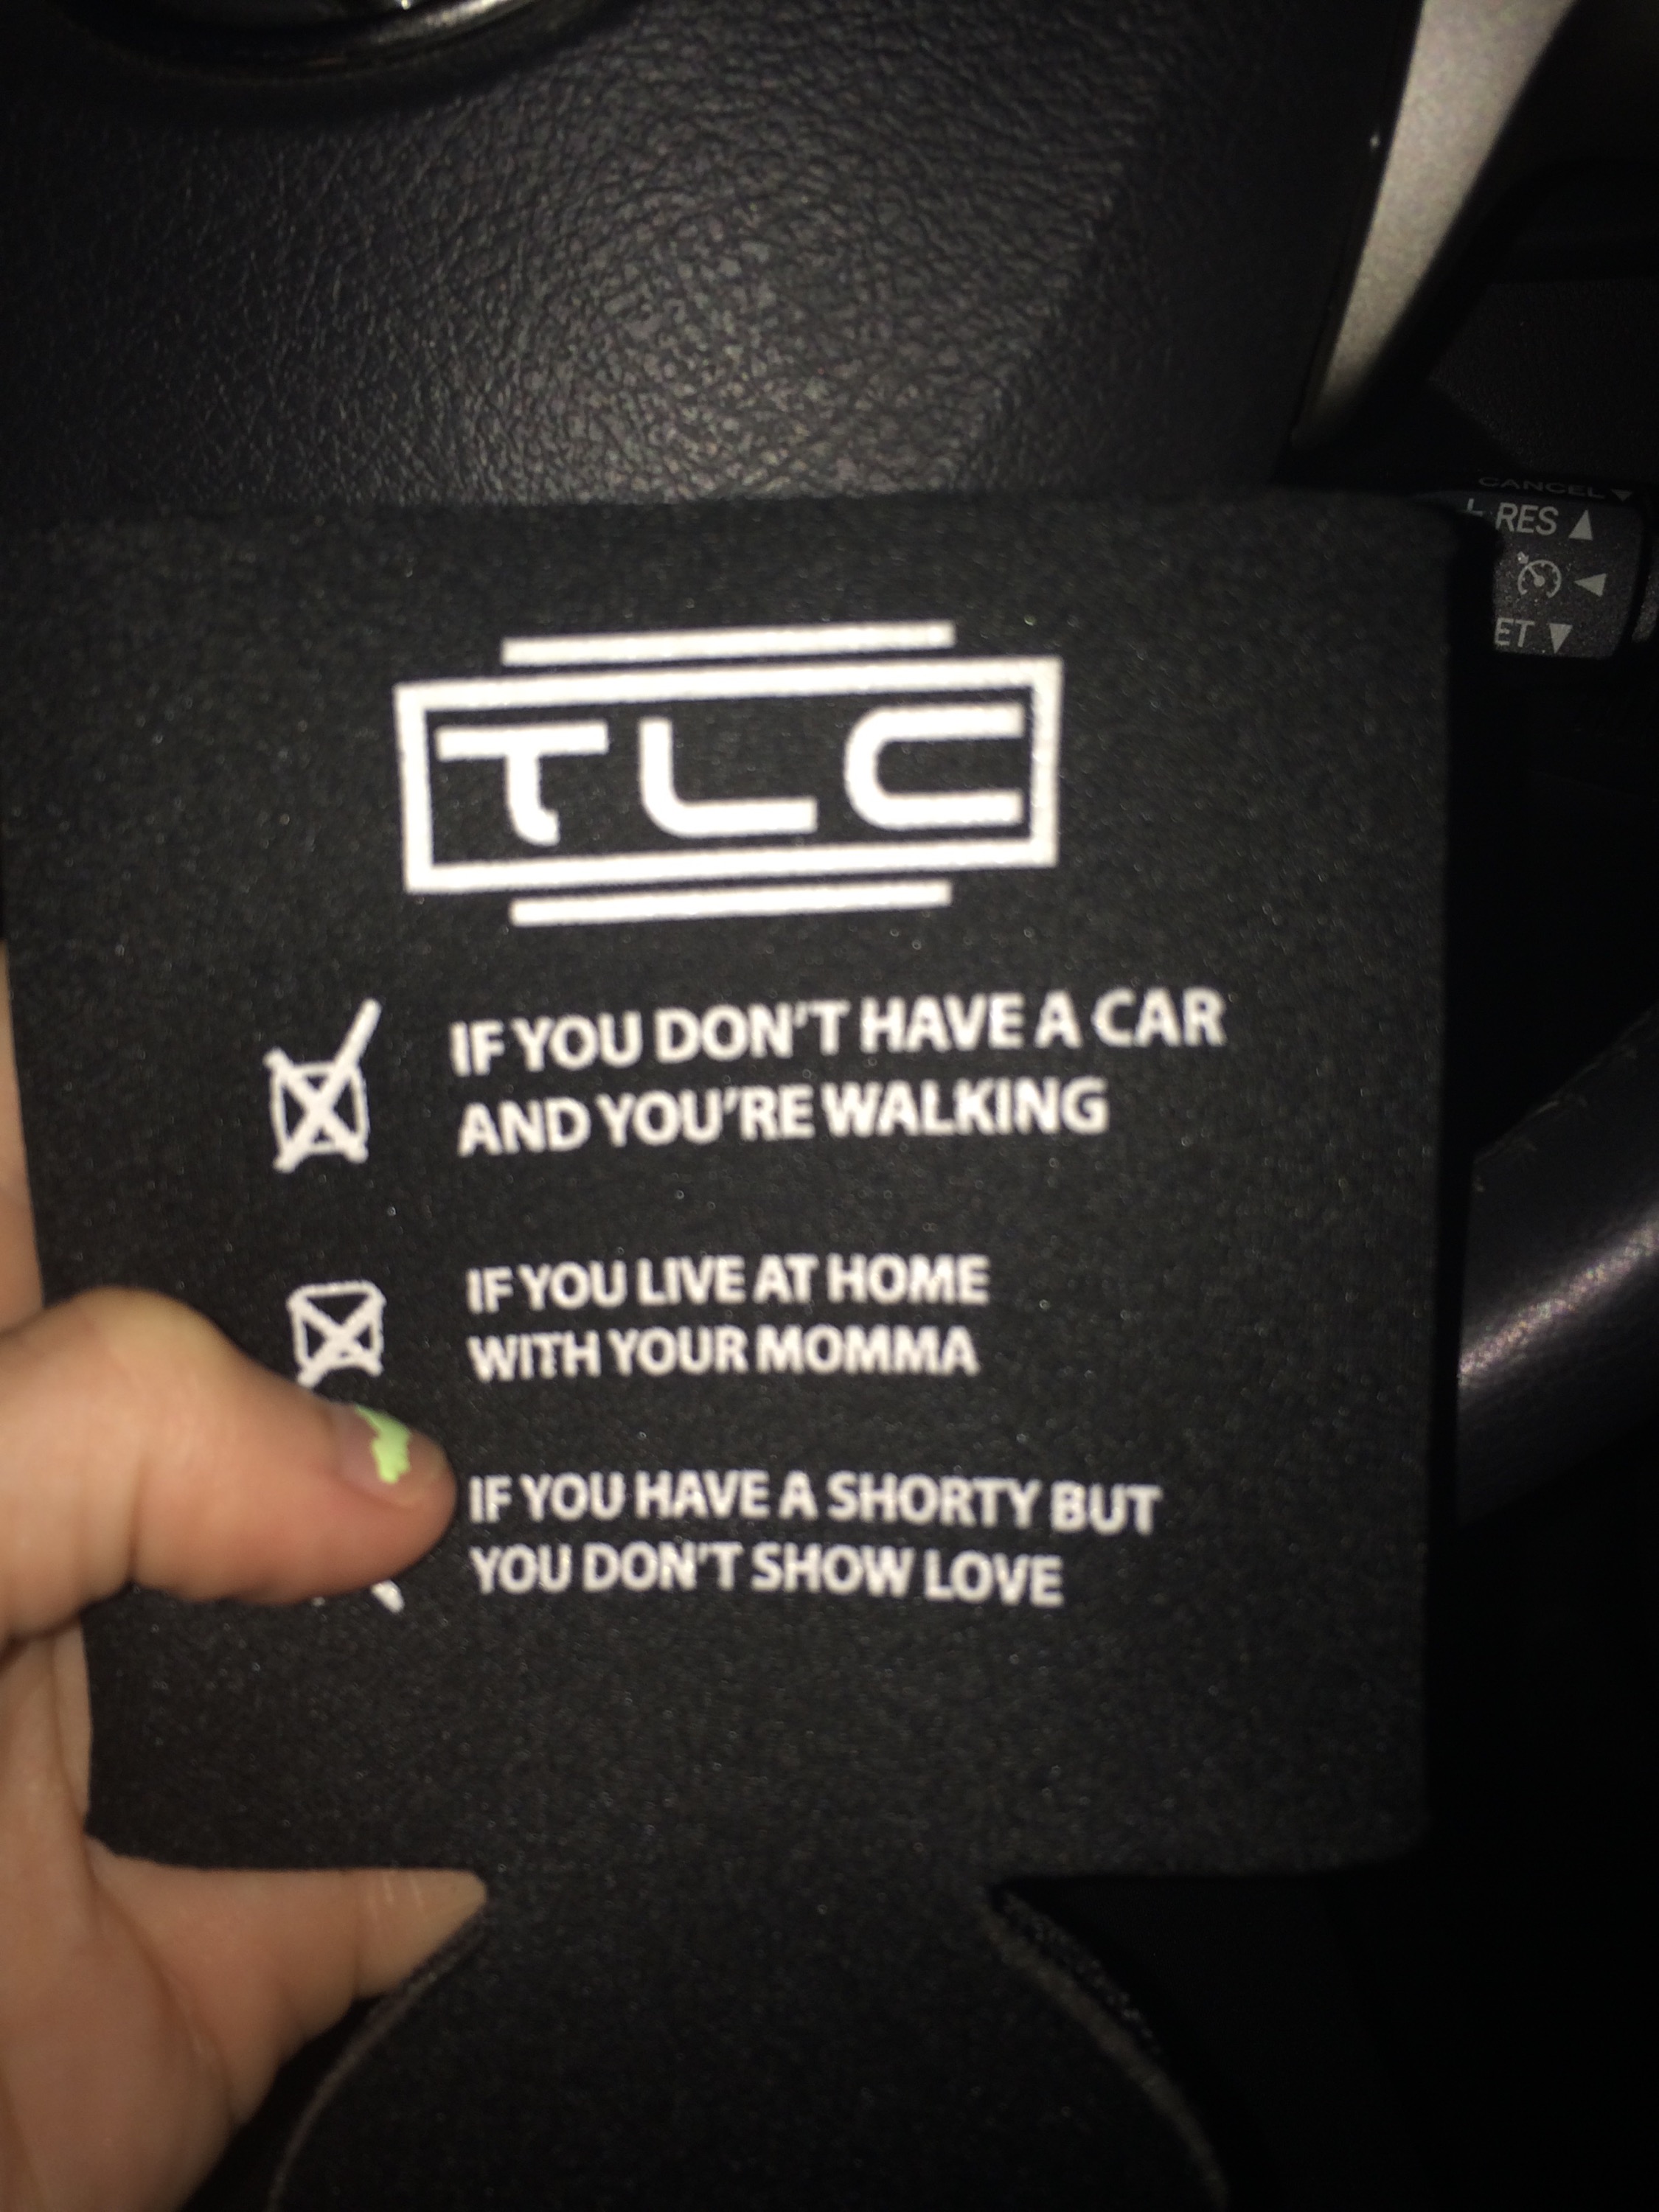 CANCEL▼
RES ▲
ET ▼
TLC
IF YOU DON'T HAVE A CAR
AND YOU'RE WALKING
IF YOU LIVE AT HOME
WITH YOUR MOMMA
IF YOU HAVE A SHORTY BUT
YOU DON'T SHOW LOVE